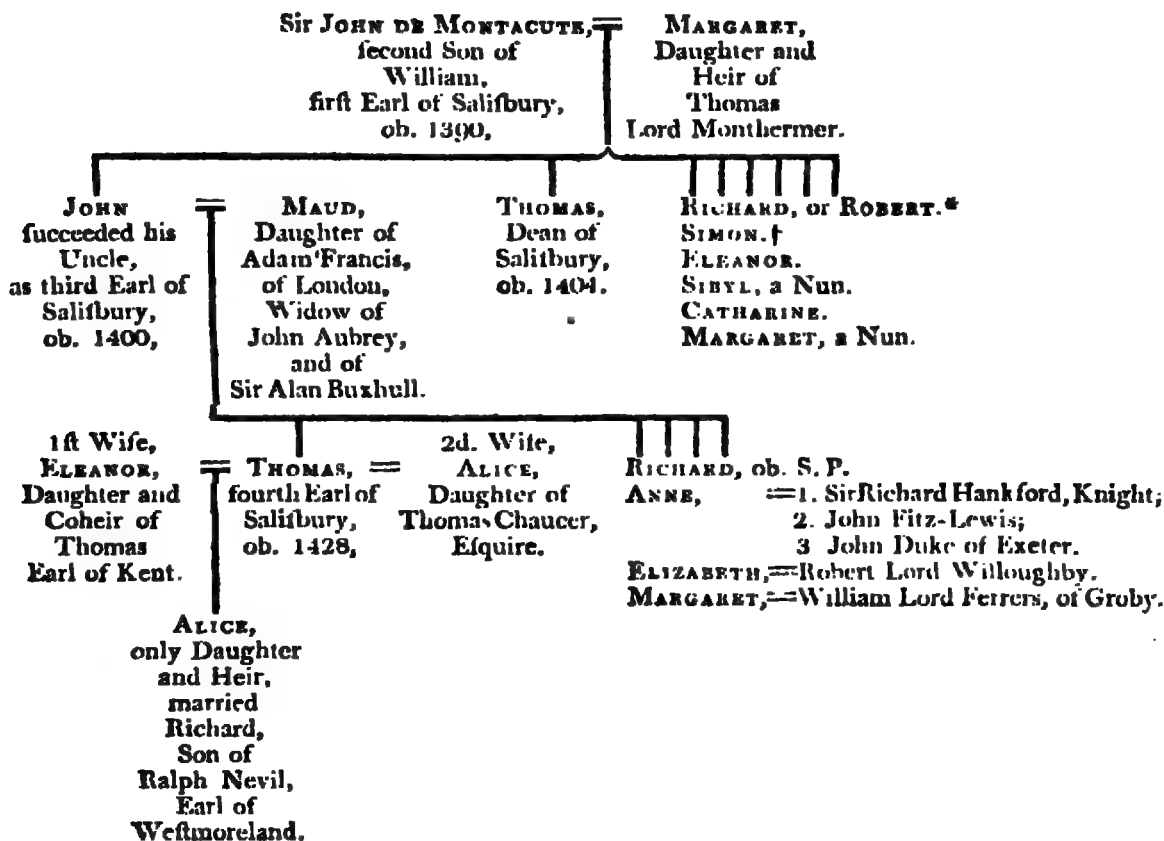 Sir JOHN DE MONTACUTE,
ſecond Son of
William,
firſt Earl of Saliſbury,
ob. 1390,
=
MARGARET,
Daughter and
Heir of
Thomas
Lord Monthermer.
JOHN
ſucceeded his
Uncle,
as third Earl of
Saliſbury,
ob. 1400,
=
MAUD,
Daughter of
Adam Francis,
of London,
Widow of
John Aubrey,
and of
Sir Alan Buxhull.
THOMAS,
Dean of
Saliſbury,
ob. 1404.
RICHARD, or ROBERT.*
SIMON.†
ELEANOR.
SIBYL, a Nun.
CATHARINE.
MARGARET, a Nun.
1ſt Wife,
ELEANOR,
Daughter and
Coheir of
Thomas
Earl of Kent.
=
THOMAS,
fourth Earl of
Saliſbury,
ob. 1428,
=
2d. Wife,
ALICE,
Daughter of
Thomas Chaucer,
Eſquire.
RICHARD, ob. S. P.
ANNE, =1. Sir Richard Hankford, Knight;
2. John Fitz-Lewis;
3 John Duke of Exeter.
ELIZABETH,=Robert Lord Willoughby.
MARGARET,=William Lord Ferrers, of Groby.
ALICE,
only Daughter
and Heir,
married
Richard,
Son of
Ralph Nevil,
Earl of
Weſtmoreland.